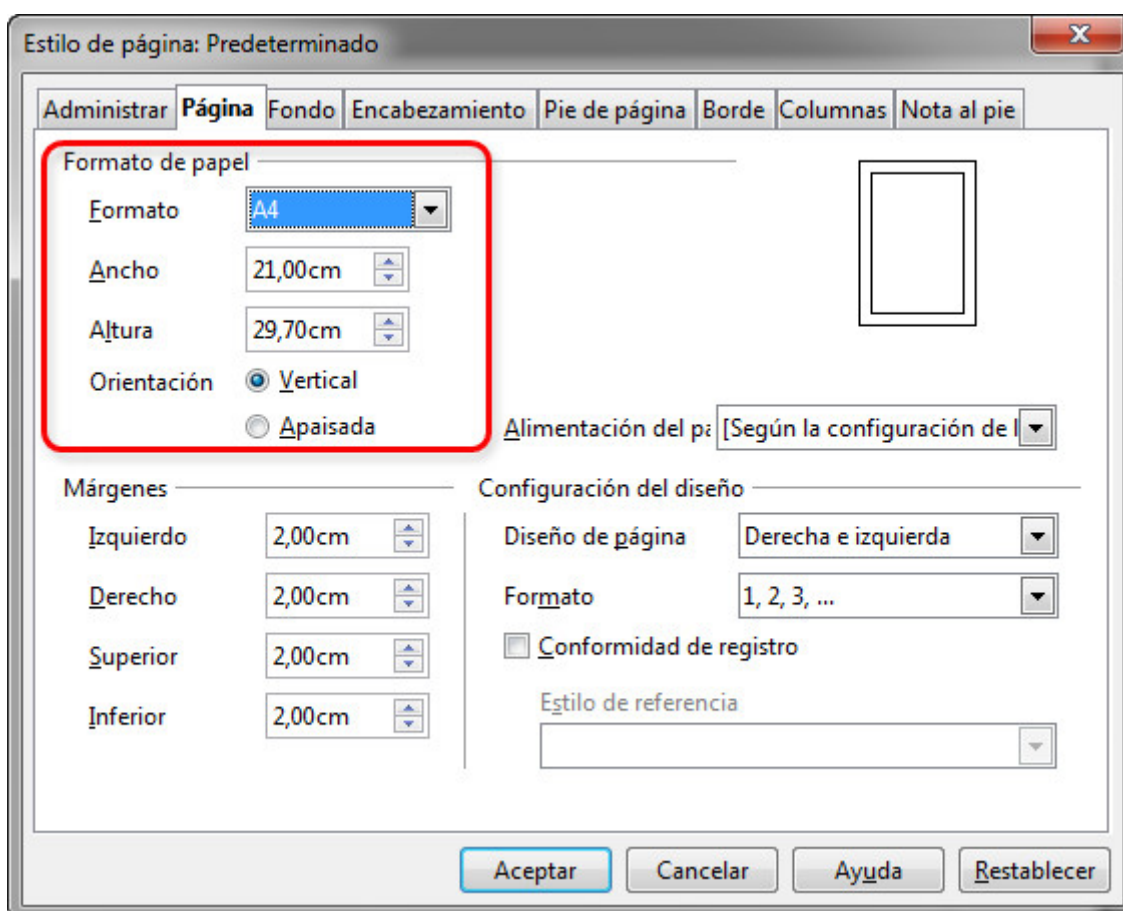 Estilo de página: Predeterminado
Administrar Página Fondo Encabezamiento Pie de página Borde Columnas Nota al pie
Formato de papel
Formato A4
Ancho 21,00cm
Altura 29,70cm
Orientación Vertical
Apaisada
Alimentación del pa [Según la configuración de l
Márgenes Configuración del diseño
Izquierdo 2,00cm Diseño de página Derecha e izquierda
Derecho 2,00cm Formato 1, 2, 3, ...
Superior 2,00cm Conformidad de registro
Estilo de referencia
Inferior 2,00cm
Aceptar Cancelar Ayuda Restablecer